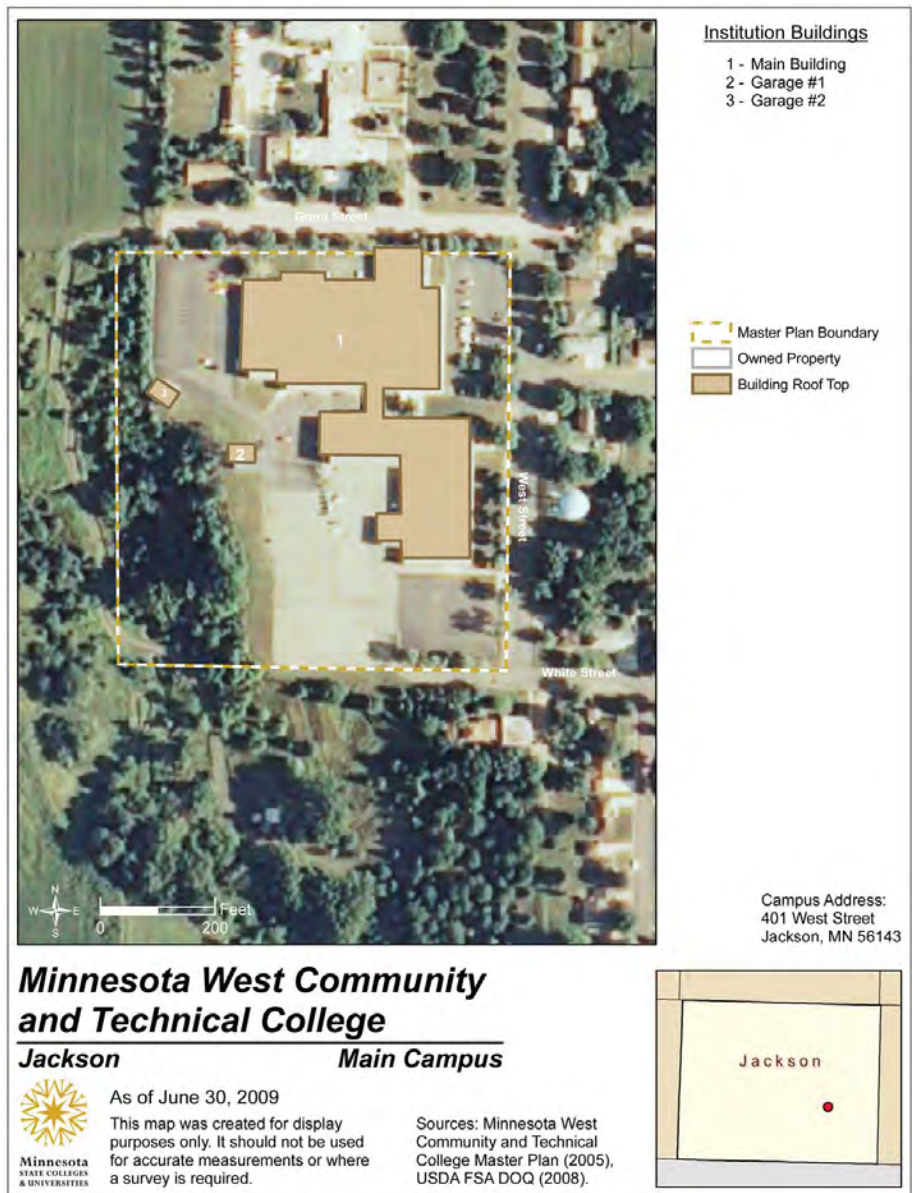 Institution Buildings
1 - Main Building
2 - Garage #1
3 - Garage #2
Grant Street
1
3
2
West Street
White Street
Master Plan Boundary
Owned Property
Building Roof Top
N
W E
S
Feet
0 200
Campus Address:
401 West Street
Jackson, MN 56143
Minnesota West Community
and Technical College
Jackson Main Campus
As of June 30, 2009
This map was created for display
purposes only. It should not be used
for accurate measurements or where
a survey is required.
Sources: Minnesota West
Community and Technical
College Master Plan (2005),
USDA FSA DOQ (2008).
Minnesota
STATE COLLEGES
& UNIVERSITIES
Jackson